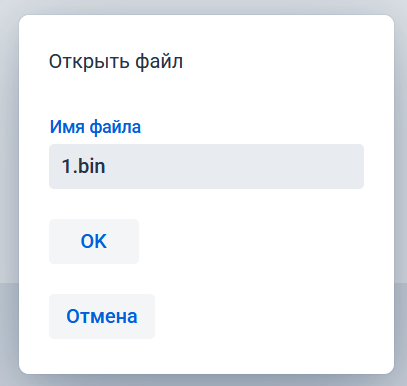 Открыть файл
Имя файла
1.bin
OK
Отмена